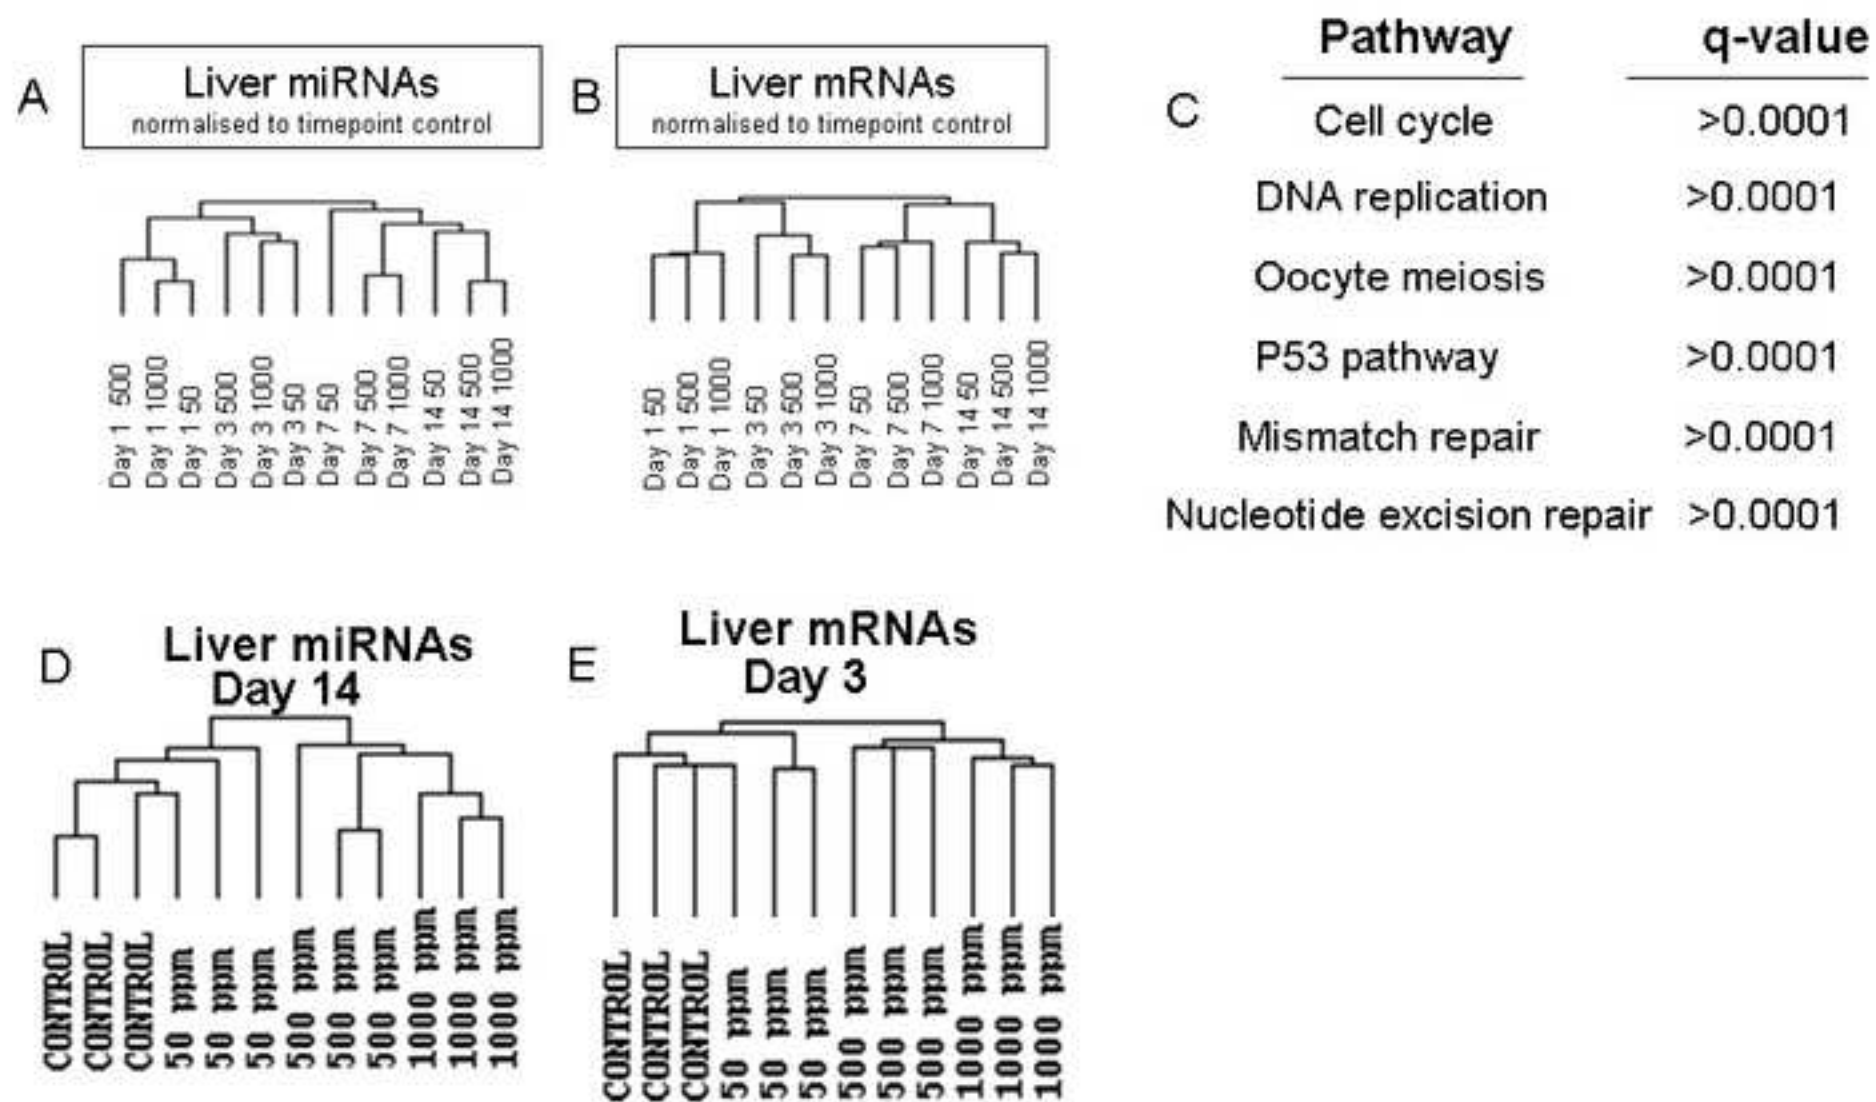 A
Liver miRNAs
normalised to timepoint control
Day 1 500
Day 1 1000
Day 1 50
Day 3 500
Day 3 1000
Day 3 50
Day 7 50
Day 7 500
Day 7 1000
Day 14 50
Day 14 500
Day 14 1000
B
Liver mRNAs
normalised to timepoint control
Day 1 50
Day 1 500
Day 1 1000
Day 3 50
Day 3 500
Day 3 1000
Day 7 50
Day 7 500
Day 7 1000
Day 14 50
Day 14 500
Day 14 1000
C
Pathway q-value
Cell cycle >0.0001
DNA replication >0.0001
Oocyte meiosis >0.0001
P53 pathway >0.0001
Mismatch repair >0.0001
Nucleotide excision repair >0.0001
D
Liver miRNAs
Day 14
CONTROL
CONTROL
CONTROL
50 ppm
50 ppm
50 ppm
500 ppm
500 ppm
500 ppm
1000 ppm
1000 ppm
1000 ppm
E
Liver mRNAs
Day 3
CONTROL
CONTROL
CONTROL
50 ppm
50 ppm
50 ppm
500 ppm
500 ppm
500 ppm
1000 ppm
1000 ppm
1000 ppm